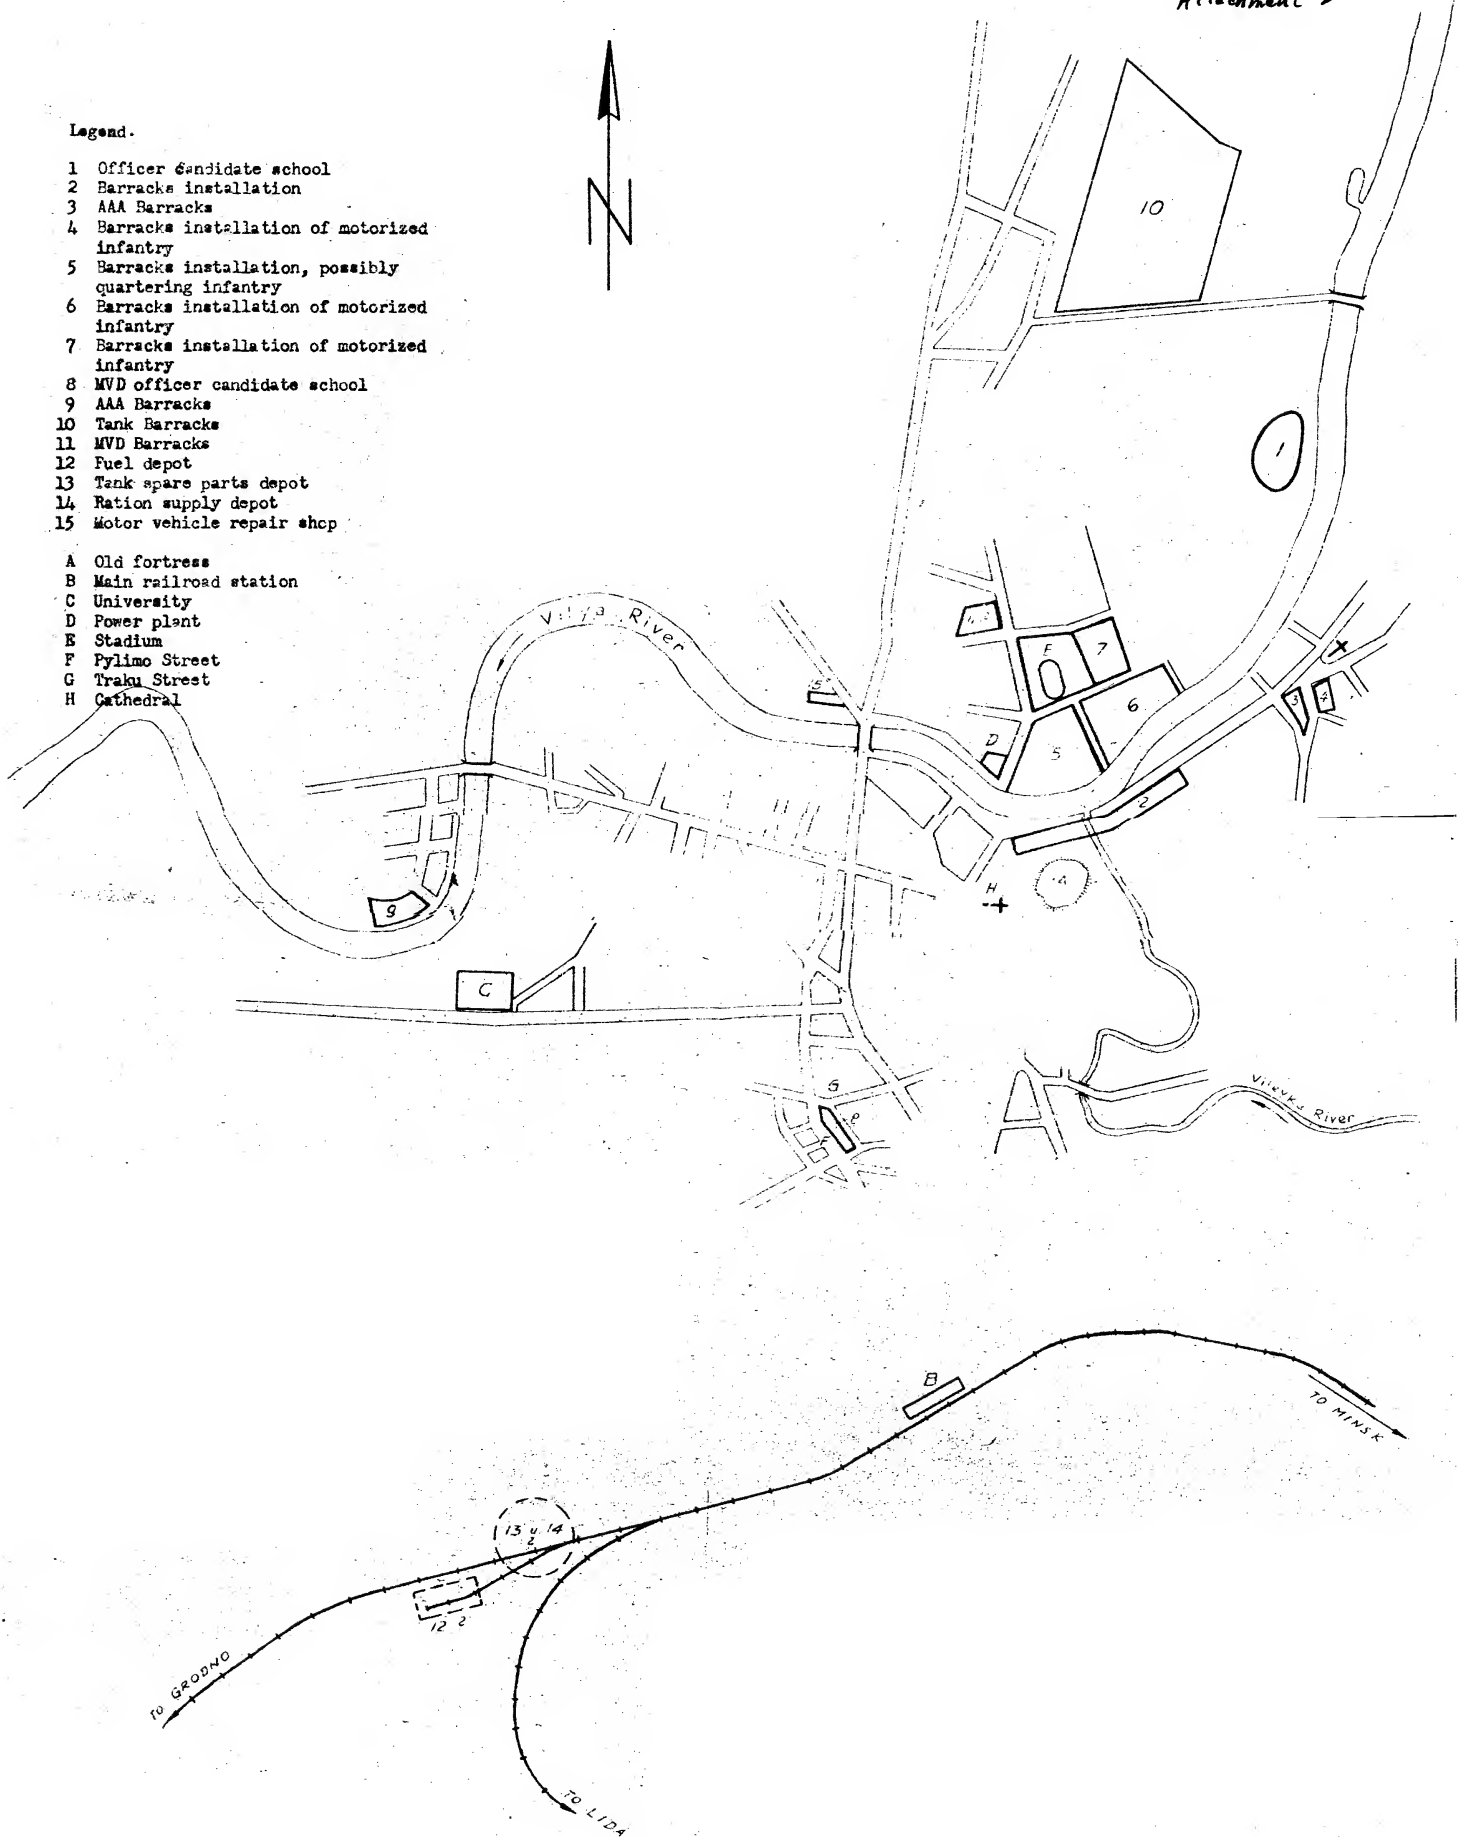 Attachment
Legend.
1 Officer candidate school
2 Barracks installation
3 AAA Barracks
4 Barracks installation of motorized
infantry
5 Barracks installation, possibly
quartering infantry
6 Barracks installation of motorized
infantry
7 Barracks installation of motorized
infantry
8 MVD officer candidate school
9 AAA Barracks
10 Tank Barracks
11 MVD Barracks
12 Fuel depot
13 Tank spare parts depot
14 Ration supply depot
15 Motor vehicle repair shop
A Old fortress
B Main railroad station
C University
D Power plant
E Stadium
F Pylimo Street
G Traku Street
H Cathedral
N
10
1
Vilya River
E
7
6
3
4
D
5
2
H
A
9
C
G
Vileyka River
B
TO MINSK
13 u 14
2
12 2
TO GRODNO
TO LIDA